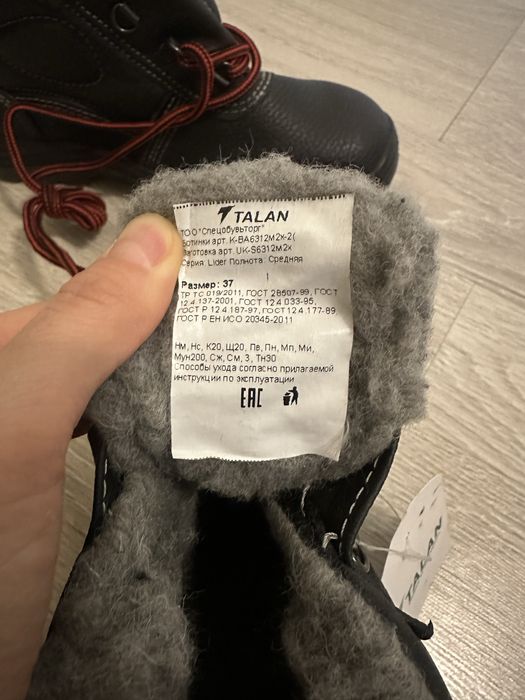 TALAN
ТОО "Спецобувьторг"
Ботинки арт. К-ВА6312м2х-2(
Заготовка арт. UK-S6312м2х
Серия: Lider Полнота: Средняя
Размер: 37
ТР ТС 019/2011, ГОСТ 28507-99, ГОСТ
12.4.137-2001, ГОСТ 12.4.033-95,
ГОСТ Р 12.4.187-97, ГОСТ 12.4.177-89
ГОСТ Р ЕН ИСО 20345-2011
Нм, Нс, К20, Щ20, Пв, Пн, Мп, Ми,
Мун200, Сж, См, З, Тн30
Способы ухода согласно прилагаемой
инструкции по эксплуатации
ЕАС
TALAN